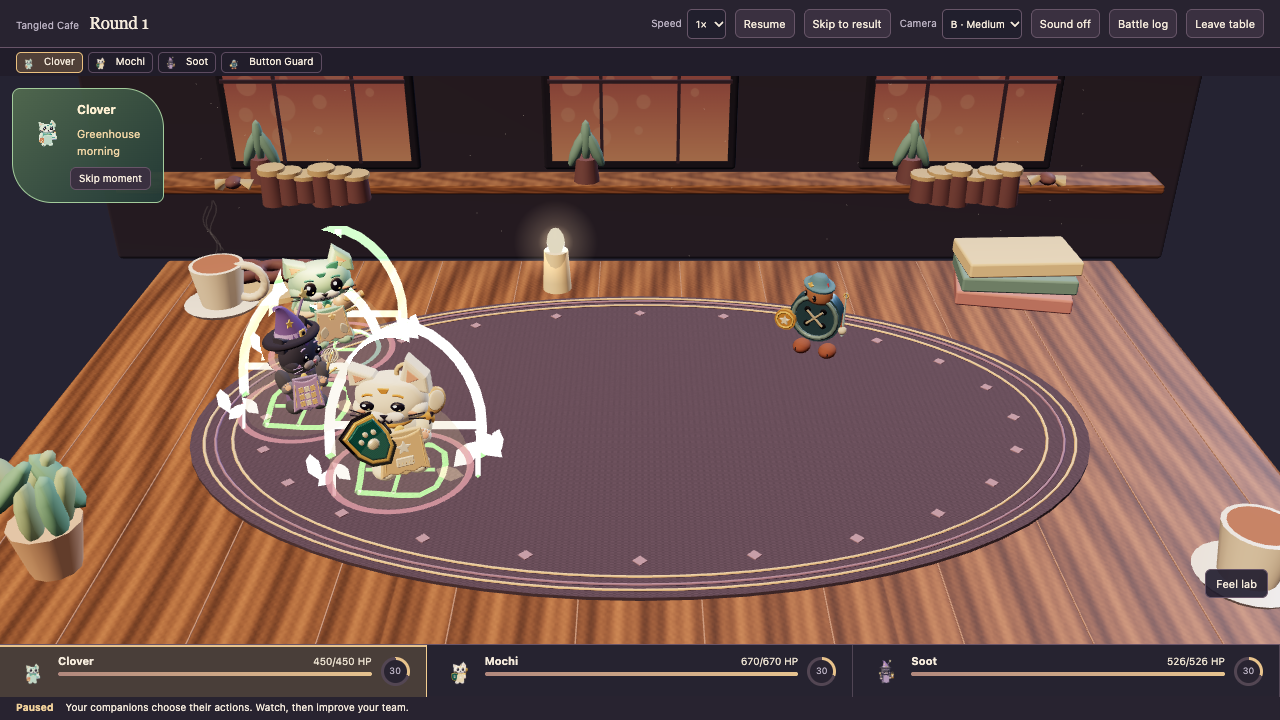 Tangled Cafe Round 1 Speed 1x Resume Skip to result Camera B · Medium Sound off Battle log Leave table
Clover Mochi Soot Button Guard
Clover
Greenhouse
morning
Skip moment
Feel lab
Clover 450/450 HP 30 Mochi 670/670 HP 30 Soot 526/526 HP 30
Paused Your companions choose their actions. Watch, then improve your team.